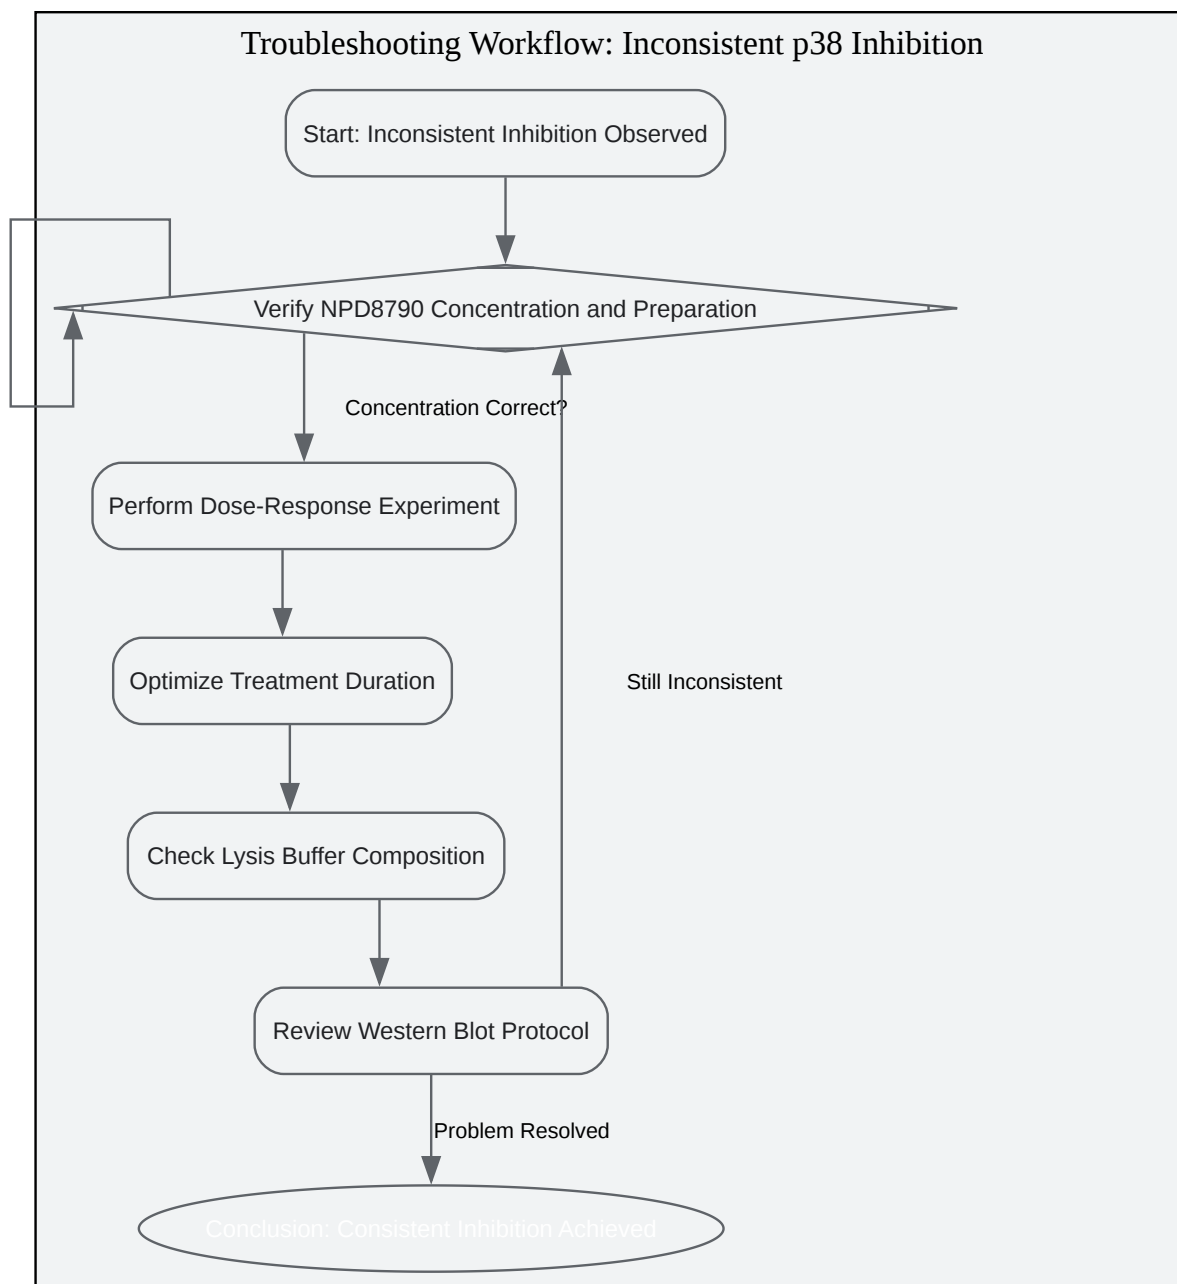 Troubleshooting Workflow: Inconsistent p38 Inhibition
Start: Inconsistent Inhibition Observed
Verify NPD8790 Concentration and Preparation
Concentration Correct?
Perform Dose-Response Experiment
Optimize Treatment Duration
Still Inconsistent
Check Lysis Buffer Composition
Review Western Blot Protocol
Problem Resolved
Conclusion: Consistent Inhibition Achieved